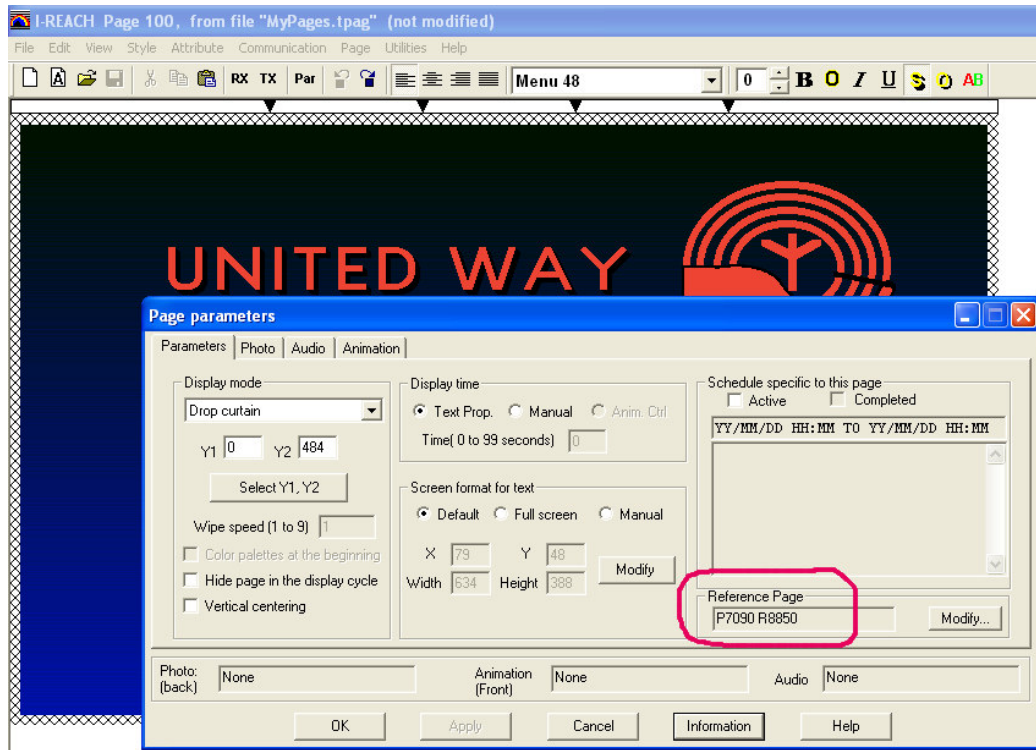 I-REACH Page 100, from file "MyPages.tpag" (not modified)
File Edit View Style Attribute Communication Page Utilities Help
RX TX Par Menu 48 0 B O I U S O AB
UNITED WAY
Page parameters
Parameters Photo Audio Animation
Display mode
Drop curtain
Y1 0 Y2 484
Select Y1, Y2
Wipe speed (1 to 9) 1
Color palettes at the beginning
Hide page in the display cycle
Vertical centering
Display time
Text Prop. Manual Anim. Ctrl
Time( 0 to 99 seconds) 0
Screen format for text
Default Full screen Manual
X 79 Y 48
Width 634 Height 388
Modify
Schedule specific to this page
Active Completed
YY/MM/DD HH:MM TO YY/MM/DD HH:MM
Reference Page
P7090 R8850
Modify...
Photo: (back) None
Animation (Front) None
Audio None
OK Apply Cancel Information Help